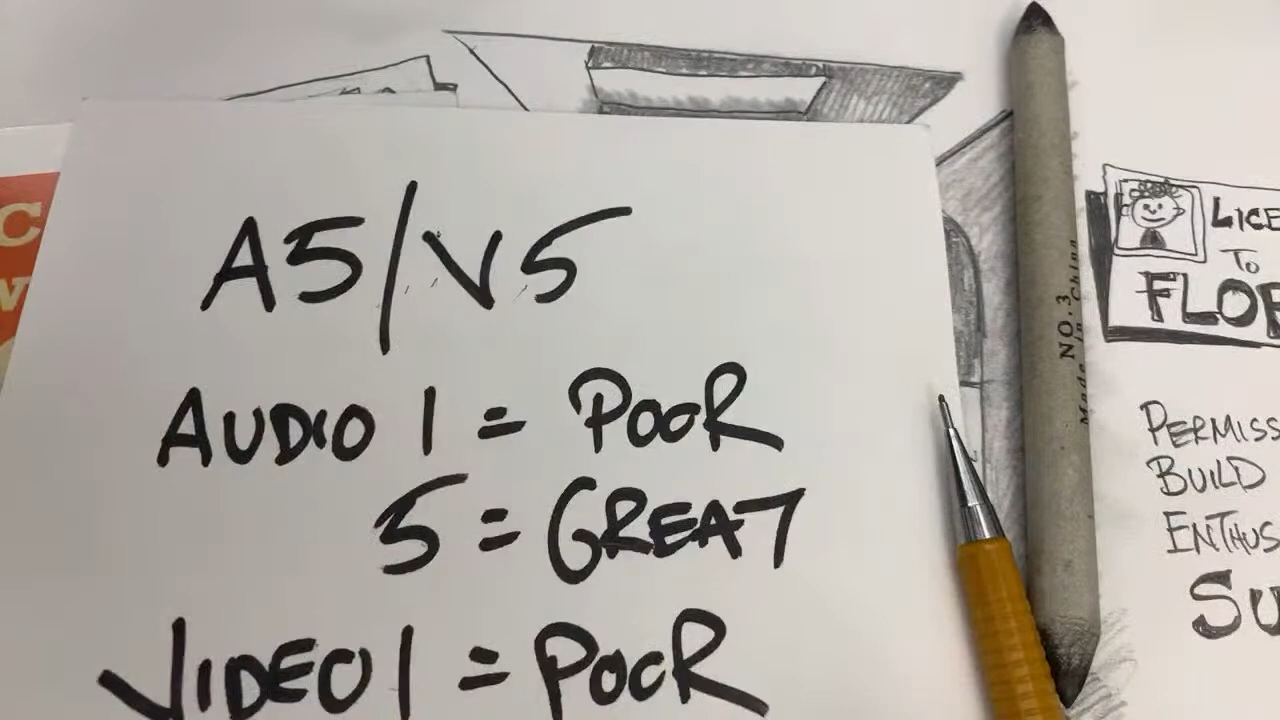 A5/V5
AUDIO 1 = POOR
5 = GREAT
VIDEO 1 = POOR
C
NO.3
Made in China
LICE
TO
FLOR
PERMISS
BUILD
ENTHUS
SU